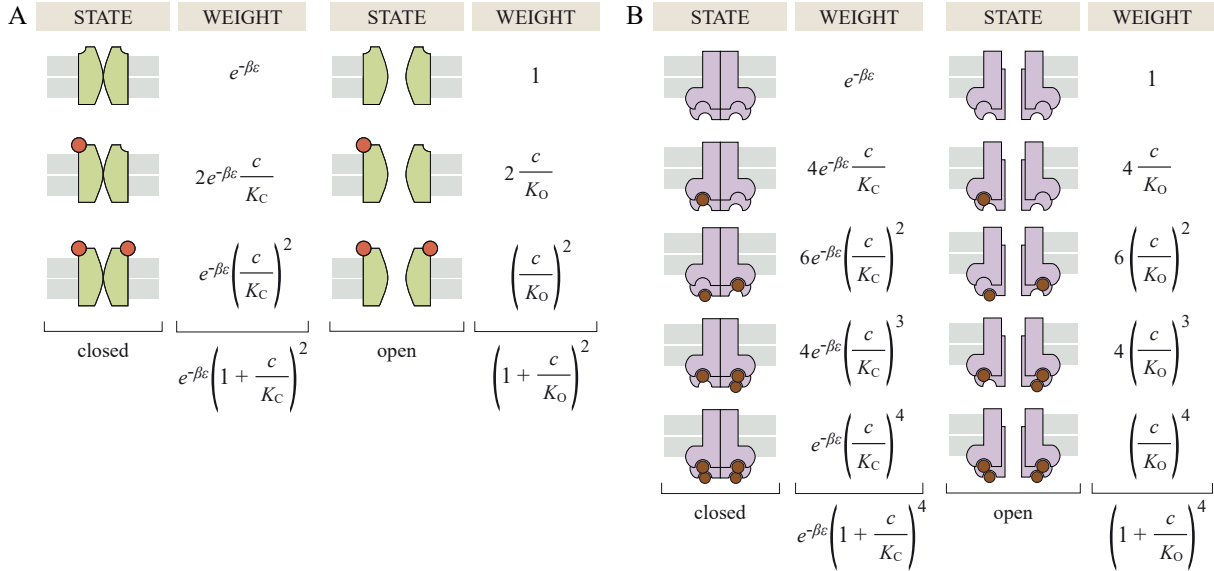 A STATE WEIGHT STATE WEIGHT
e^{-βε} 1
2e^{-βε} c/K_C 2 c/K_O
e^{-βε}(c/K_C)^2 (c/K_O)^2
closed open
e^{-βε}(1 + c/K_C)^2 (1 + c/K_O)^2
B STATE WEIGHT STATE WEIGHT
e^{-βε} 1
4e^{-βε} c/K_C 4 c/K_O
6e^{-βε}(c/K_C)^2 6(c/K_O)^2
4e^{-βε}(c/K_C)^3 4(c/K_O)^3
e^{-βε}(c/K_C)^4 (c/K_O)^4
closed open
e^{-βε}(1 + c/K_C)^4 (1 + c/K_O)^4